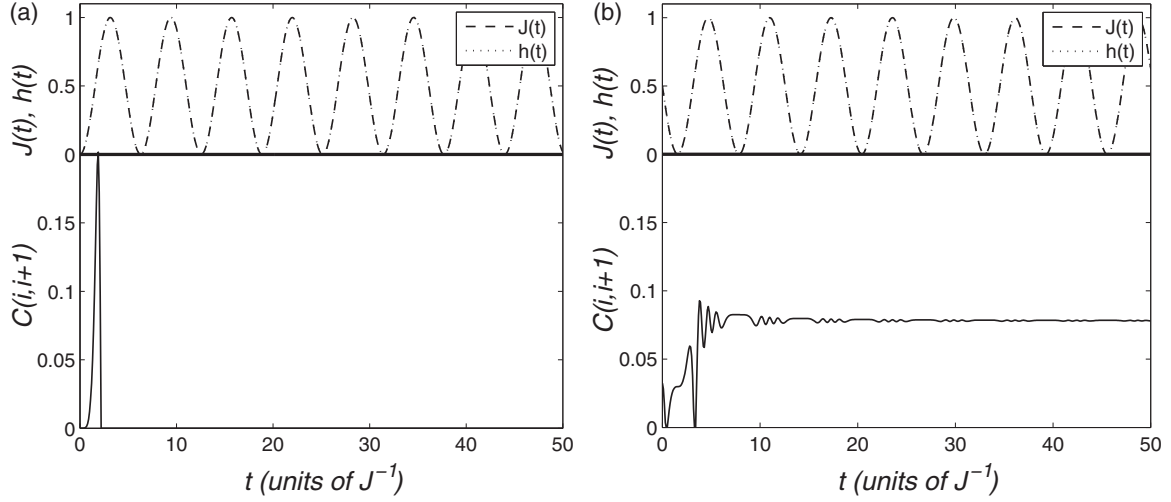 (a)
J(t), h(t)
1
0.5
0
J(t)
h(t)
C(i,i+1)
0.15
0.1
0.05
0
0 10 20 30 40 50
t (units of J⁻¹)
(b)
J(t), h(t)
1
0.5
0
J(t)
h(t)
C(i,i+1)
0.15
0.1
0.05
0
0 10 20 30 40 50
t (units of J⁻¹)